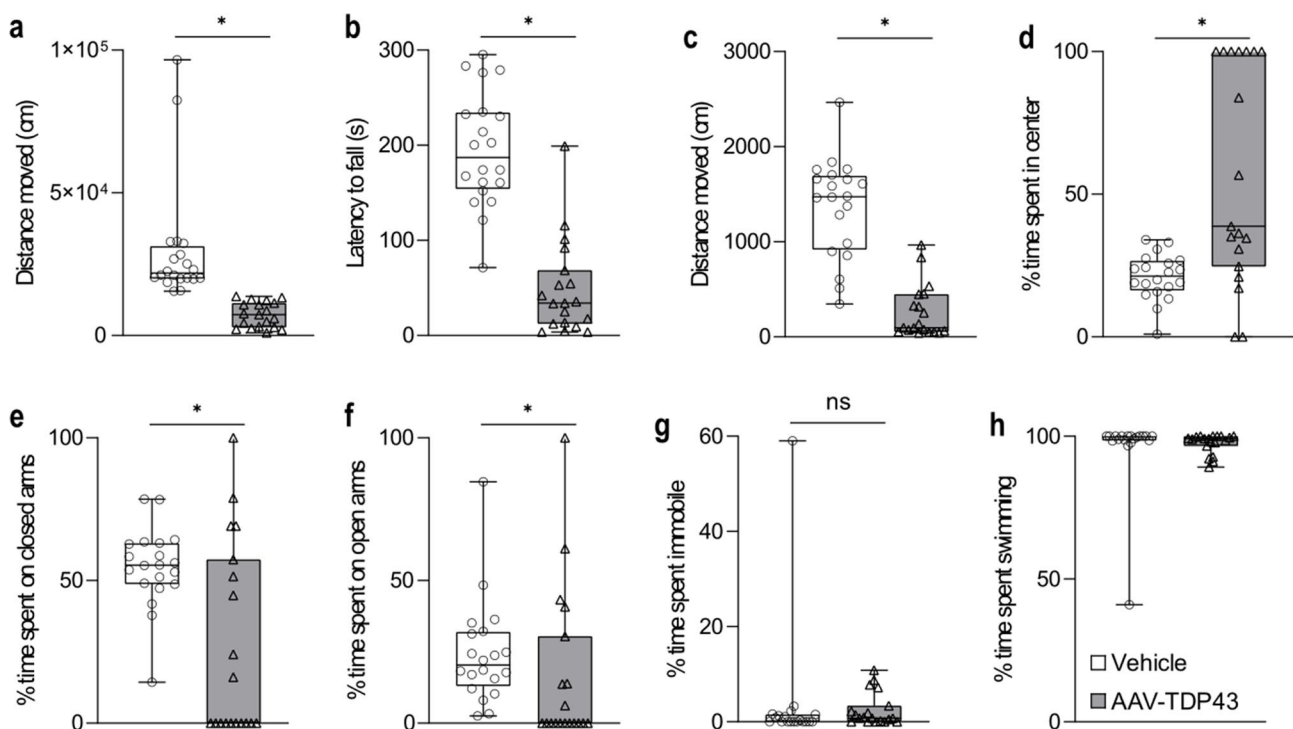 a
*
Distance moved (cm)
1×10⁵
5×10⁴
0
b
*
Latency to fall (s)
300
200
100
0
c
*
Distance moved (cm)
3000
2000
1000
0
d
*
% time spent in center
100
50
0
e
*
% time spent on closed arms
100
50
0
f
*
% time spent on open arms
100
50
0
g
ns
% time spent immobile
60
40
20
0
h
% time spent swimming
100
50
0
Vehicle
AAV-TDP43